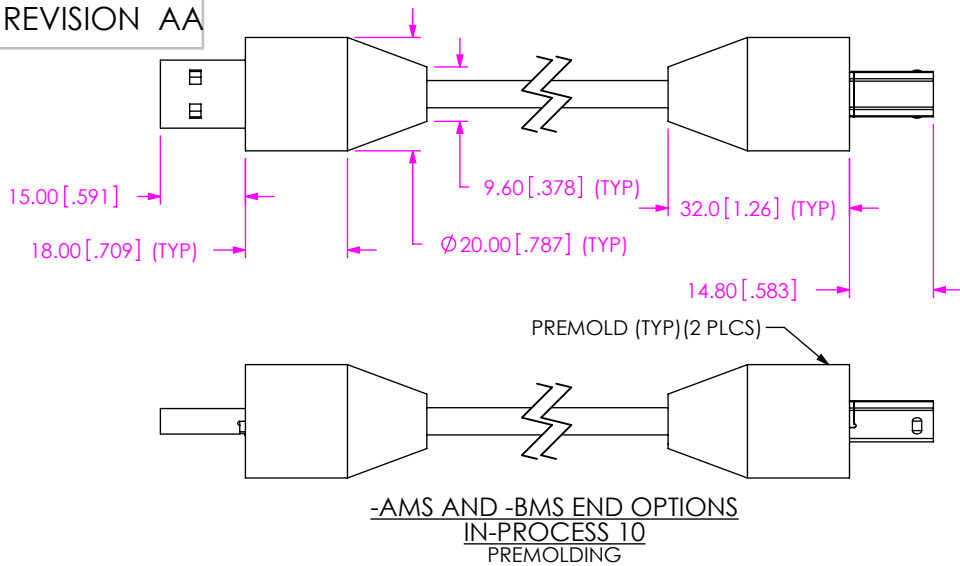 REVISION AA
15.00[.591]
9.60[.378] (TYP)
32.0[1.26] (TYP)
18.00[.709] (TYP)
Ø20.00[.787] (TYP)
14.80[.583]
PREMOLD (TYP)(2 PLCS)
-AMS AND -BMS END OPTIONS
IN-PROCESS 10
PREMOLDING